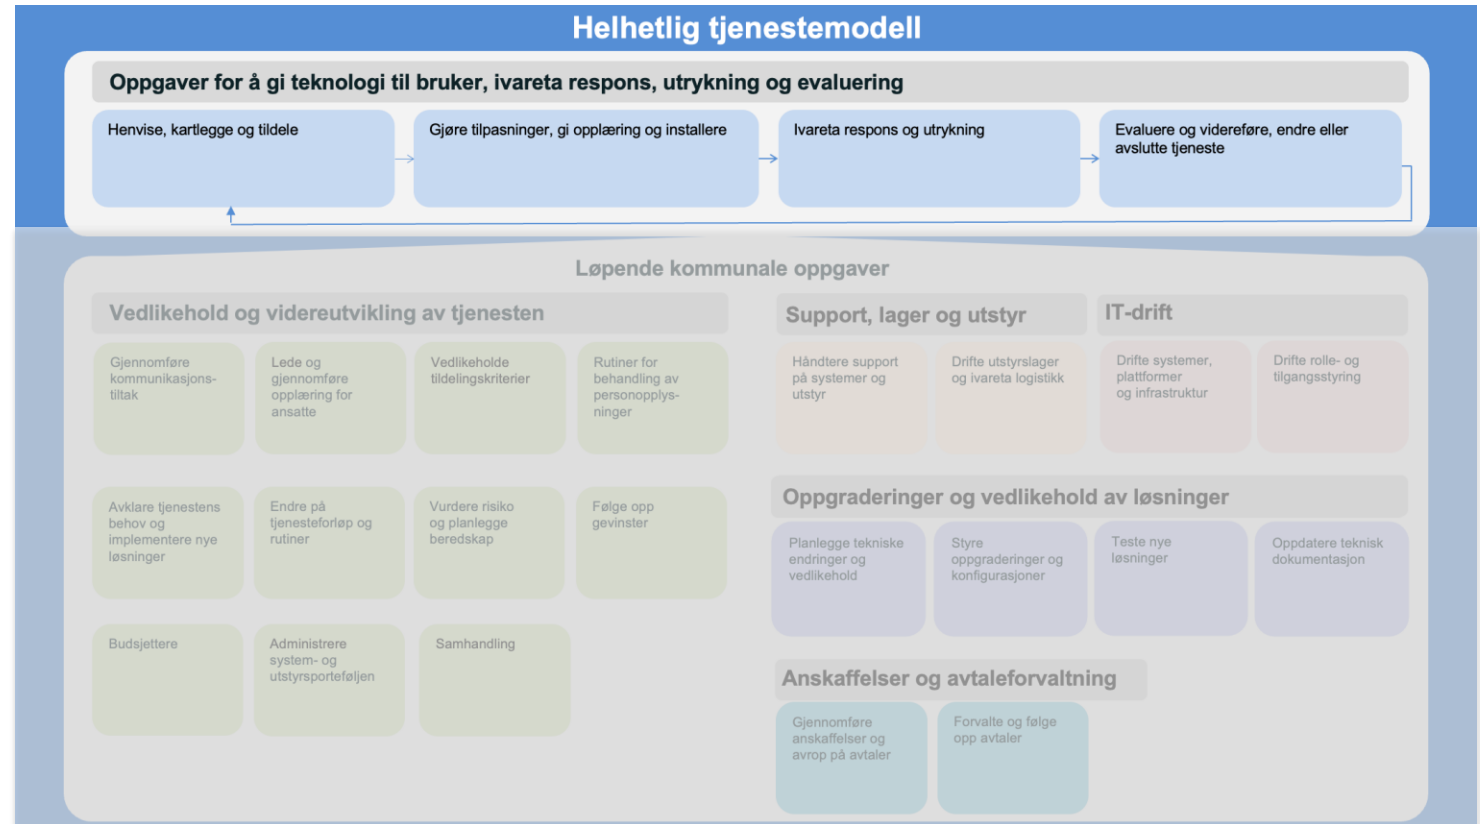 Helhetlig tjenestemodell
Oppgaver for å gi teknologi til bruker, ivareta respons, utrykning og evaluering
Henvise, kartlegge og tildele
Gjøre tilpasninger, gi opplæring og installere
Ivareta respons og utrykning
Evaluere og videreføre, endre eller
avslutte tjeneste
Løpende kommunale oppgaver
Vedlikehold og videreutvikling av tjenesten
Gjennomføre
kommunikasjons-
tiltak
Lede og
gjennomføre
opplæring for
ansatte
Vedlikeholde
tildelingskriterier
Rutiner for
behandling av
personopplys-
ninger
Avklare tjenestens
behov og
implementere nye
løsninger
Endre på
tjenesteforløp og
rutiner
Vurdere risiko
og planlegge
beredskap
Følge opp
gevinster
Budsjettere
Administrere
system- og
utstyrsporteføljen
Samhandling
Support, lager og utstyr
Håndtere support
på systemer og
utstyr
Drifte utstyrslager
og ivareta logistikk
IT-drift
Drifte systemer,
plattformer
og infrastruktur
Drifte rolle- og
tilgangsstyring
Oppgraderinger og vedlikehold av løsninger
Planlegge tekniske
endringer og
vedlikehold
Styre
oppgraderinger og
konfigurasjoner
Teste nye
løsninger
Oppdatere teknisk
dokumentasjon
Anskaffelser og avtaleforvaltning
Gjennomføre
anskaffelser og
avrop på avtaler
Forvalte og følge
opp avtaler